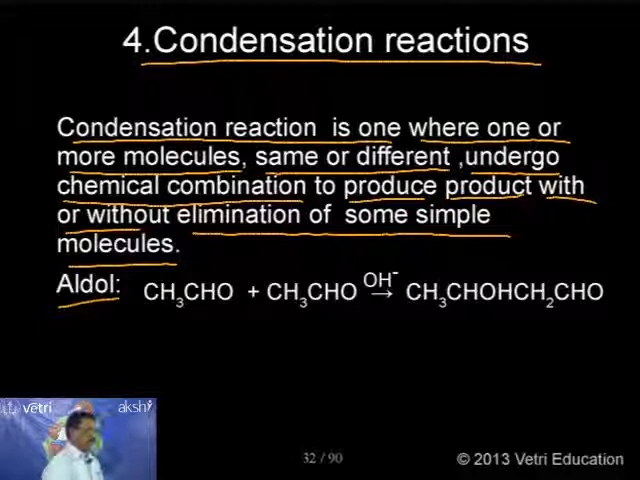 4.Condensation reactions
Condensation reaction is one where one or
more molecules, same or different ,undergo
chemical combination to produce product with
or without elimination of some simple
molecules.
Aldol: CH₃CHO + CH₃CHO OH⁻→ CH₃CHOHCH₂CHO
vetri akshi
32 / 90 © 2013 Vetri Education